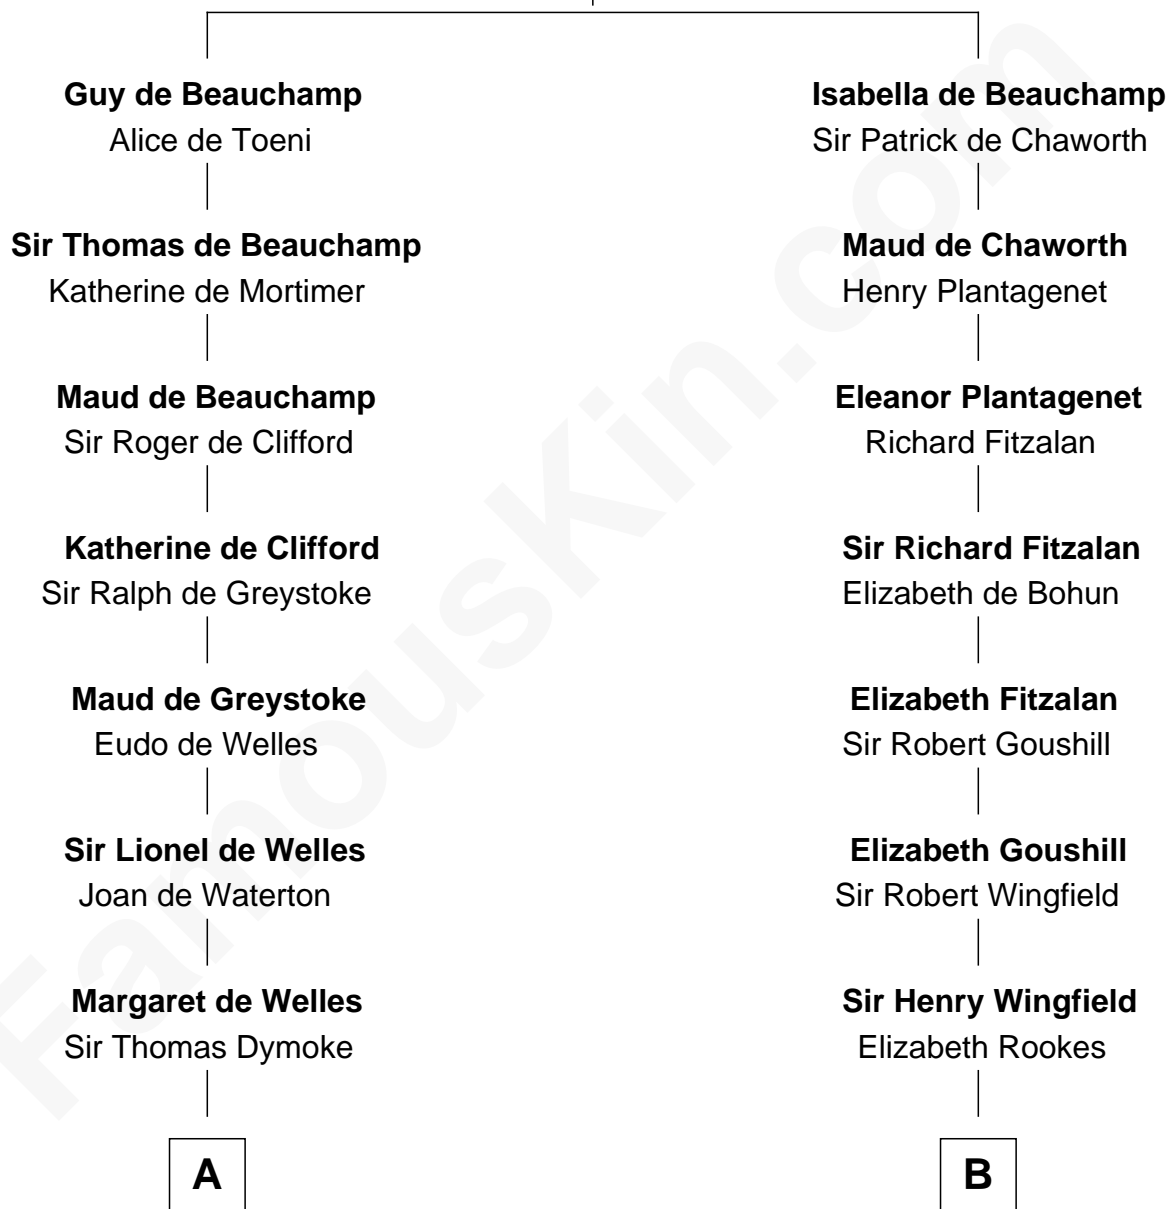 Guy de Beauchamp
Alice de Toeni
Sir Thomas de Beauchamp
Katherine de Mortimer
Maud de Beauchamp
Sir Roger de Clifford
Katherine de Clifford
Sir Ralph de Greystoke
Maud de Greystoke
Eudo de Welles
Sir Lionel de Welles
Joan de Waterton
Margaret de Welles
Sir Thomas Dymoke
A
Isabella de Beauchamp
Sir Patrick de Chaworth
Maud de Chaworth
Henry Plantagenet
Eleanor Plantagenet
Richard Fitzalan
Sir Richard Fitzalan
Elizabeth de Bohun
Elizabeth Fitzalan
Sir Robert Goushill
Elizabeth Goushill
Sir Robert Wingfield
Sir Henry Wingfield
Elizabeth Rookes
B
FamousKin.com